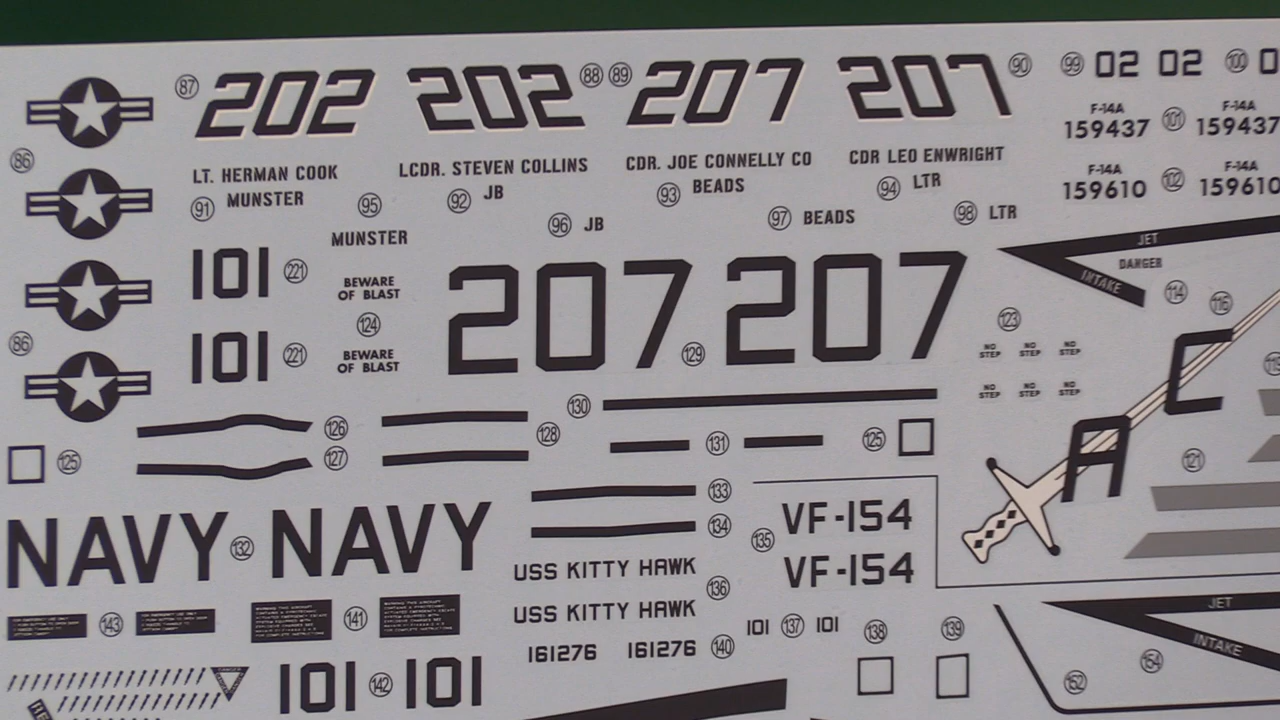 87 202 202 88 89 207 207 90 99 02 02 100
F-14A F-14A
159437 101 159437
86
LT. HERMAN COOK LCDR. STEVEN COLLINS CDR. JOE CONNELLY CO CDR LEO ENWRIGHT
91 MUNSTER 95 92 JB 93 BEADS 94 LTR
F-14A F-14A
159610 102 159610
MUNSTER 96 JB 97 BEADS 98 LTR
101 221
BEWARE
OF BLAST
124
207 129 207
JET
INTAKE
DANGER
114 116
86
101 221
BEWARE
OF BLAST
123
NO STEP NO STEP NO STEP
NO STEP NO STEP NO STEP
C
A
125 126 127 128 130 131 125 121
NAVY 132 NAVY
133
134
135 VF-154
VF-154
USS KITTY HAWK
136
USS KITTY HAWK
161276 161276 140
101 137 101 138 139
143 141
JET
INTAKE
152 154
101 142 101